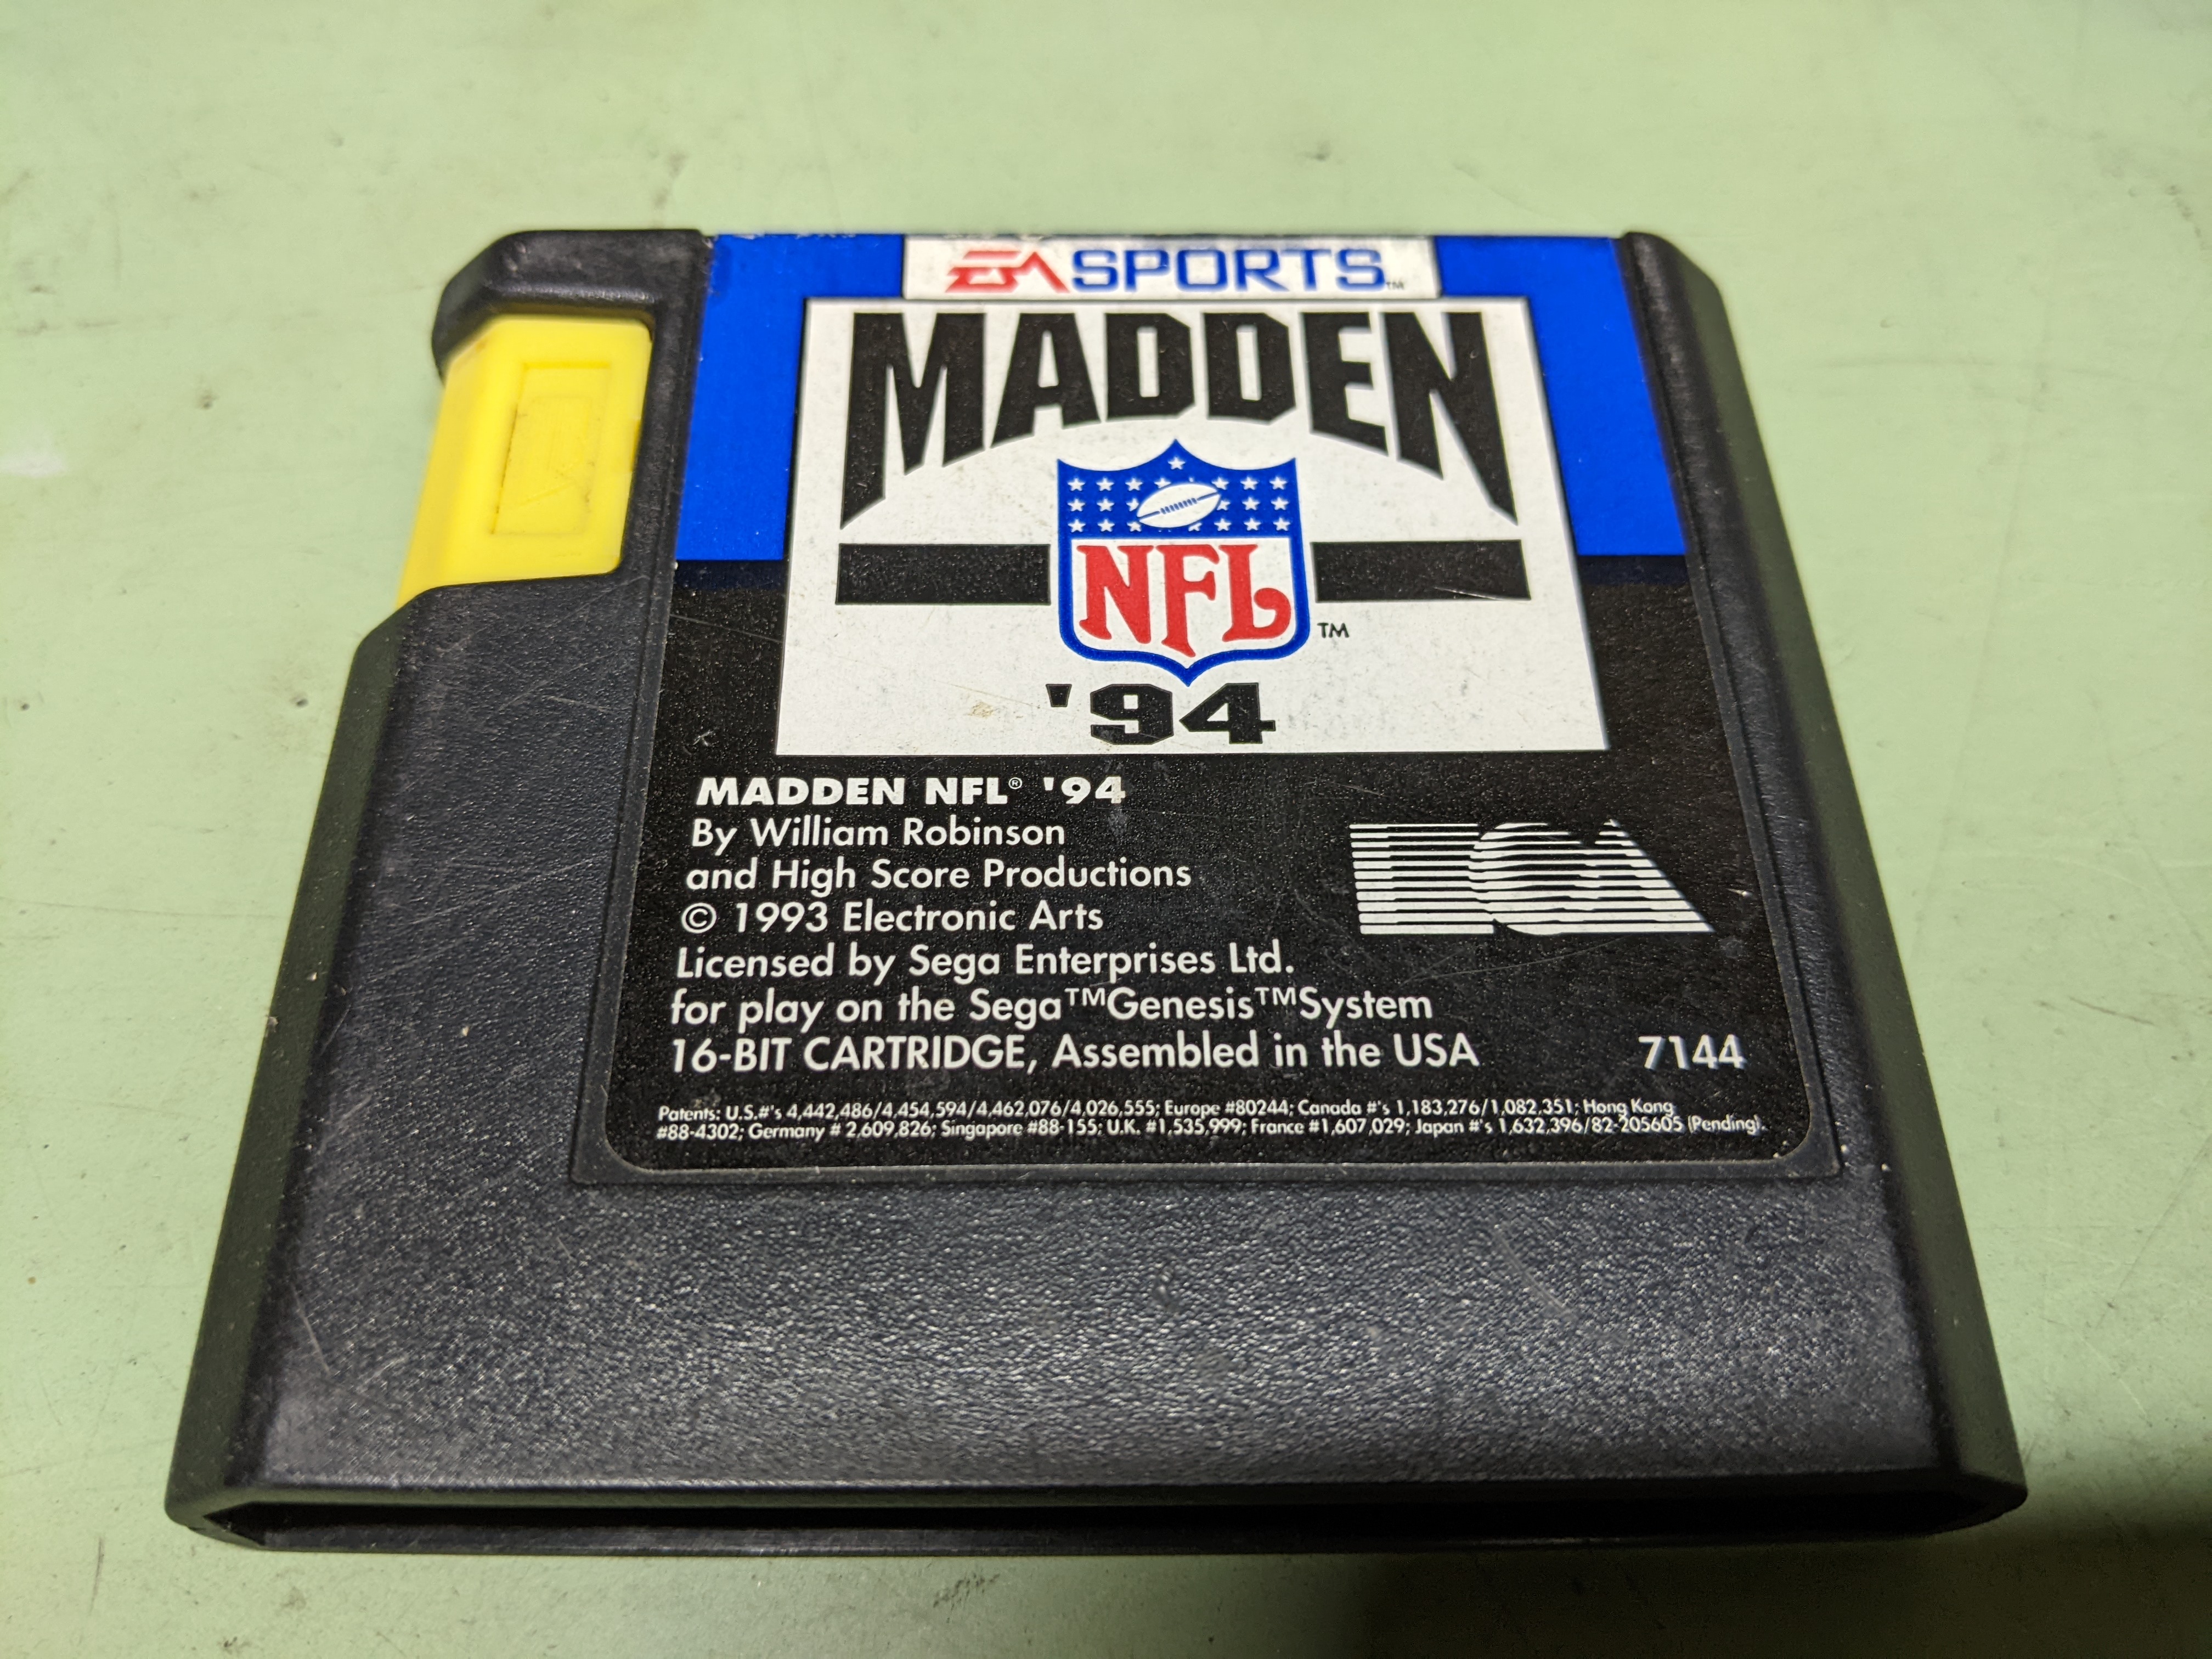 EA SPORTS™
MADDEN
NFL™
'94
MADDEN NFL® '94
By William Robinson
and High Score Productions
© 1993 Electronic Arts
EA
Licensed by Sega Enterprises Ltd.
for play on the Sega™Genesis™System
16-BIT CARTRIDGE, Assembled in the USA
7144
Patents: U.S.#'s 4,442,486/4,454,594/4,462,076/4,026,555; Europe #80244; Canada #'s 1,183,276/1,082,351; Hong Kong
#88-4302; Germany # 2,609,826; Singapore #88-155; U.K. #1,535,999; France #1,607,029; Japan #'s 1,632,396/82-205605 (Pending).